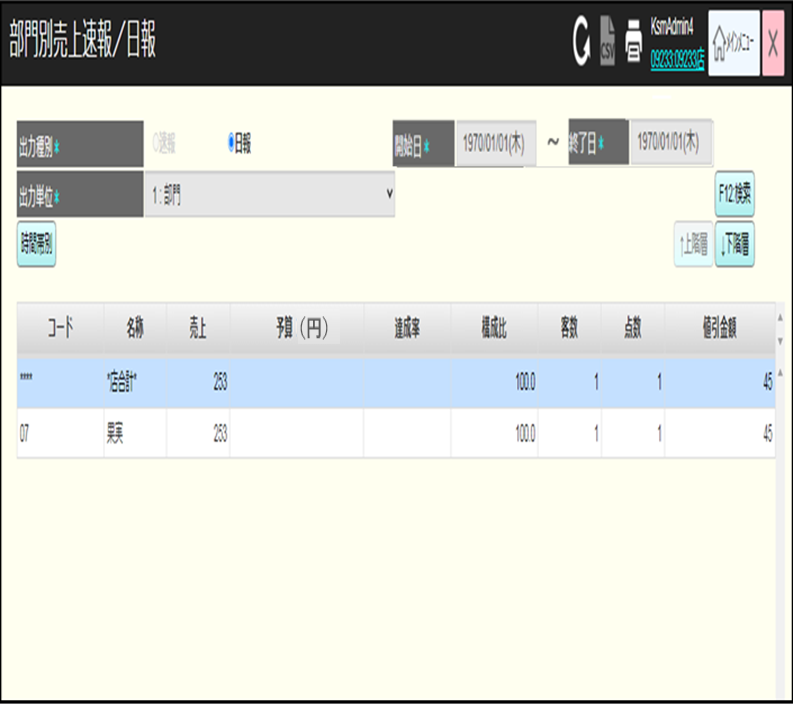 部門別売上速報／日報
CSV
KsmAdmin4
09233:09233店
メインメニュー
X
出力種別*
速報
日報
開始日*
1970/01/01(木)
～
終了日*
1970/01/01(木)
出力単位*
1 : 部門
F12:検索
時間帯別
↑上階層
↓下階層
コード 名称 売上 予算（円） 達成率 構成比 客数 点数 値引金額
**** *店合計* 253 100.0 1 1 45
07 果実 253 100.0 1 1 45